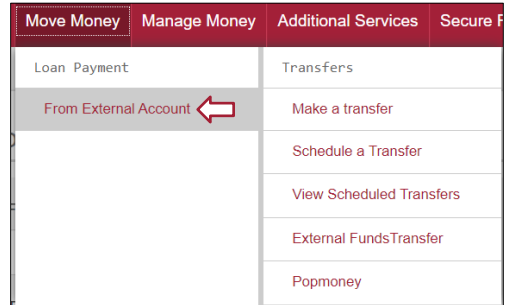 Move Money Manage Money Additional Services Secure
Loan Payment
From External Account
Transfers
Make a transfer
Schedule a Transfer
View Scheduled Transfers
External FundsTransfer
Popmoney